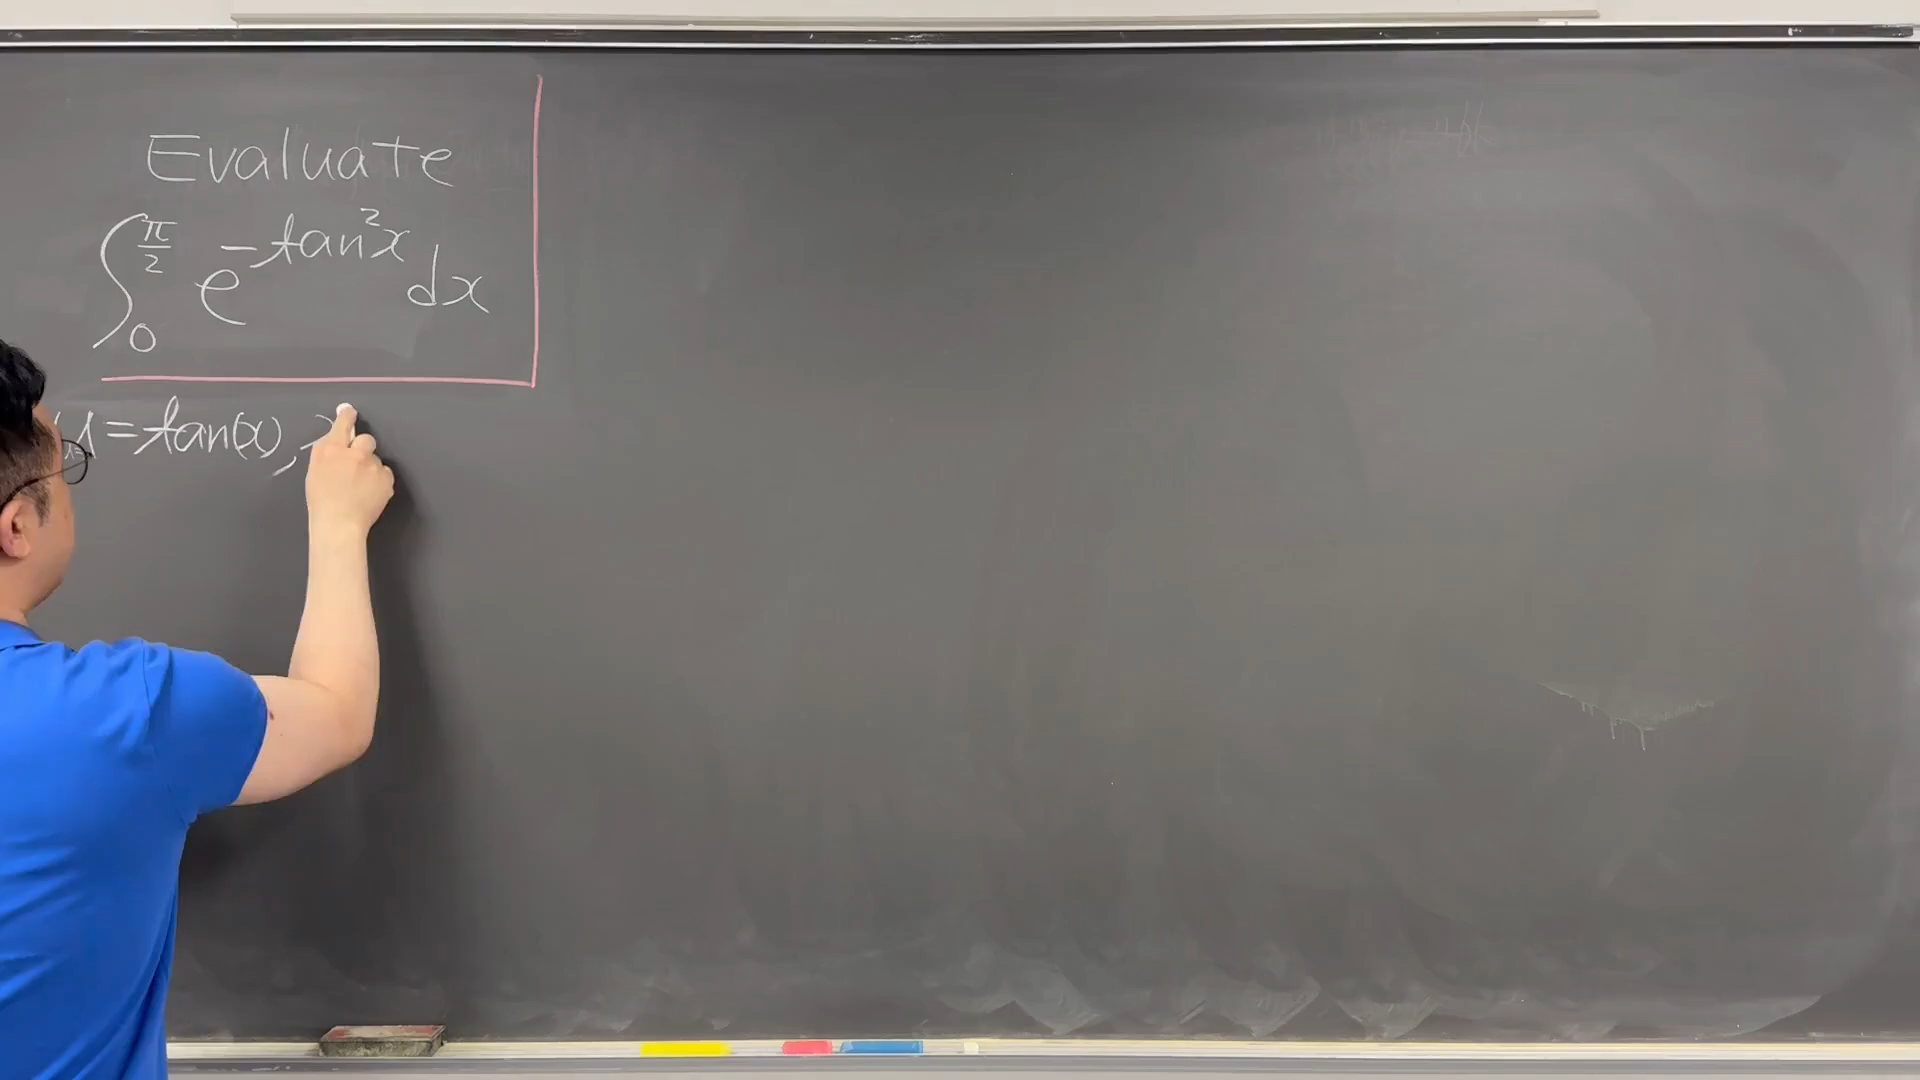 Evaluate
∫₀^{π/2} e^{-tan²x} dx
u = tan(x), x